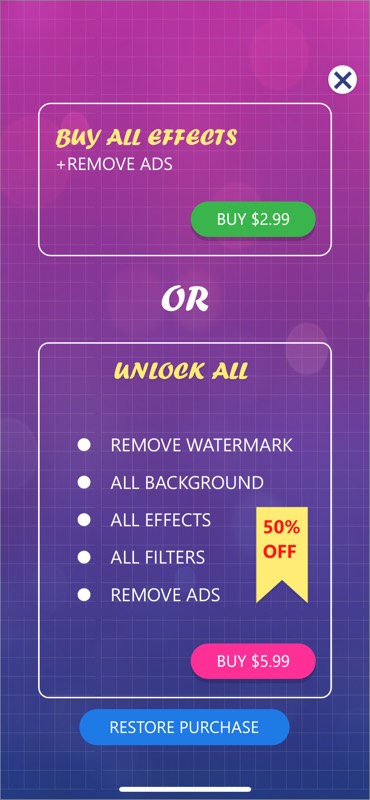 BUY ALL EFFECTS
+REMOVE ADS
BUY $2.99
OR
UNLOCK ALL
REMOVE WATERMARK
ALL BACKGROUND
ALL EFFECTS
ALL FILTERS
REMOVE ADS
50%
OFF
BUY $5.99
RESTORE PURCHASE